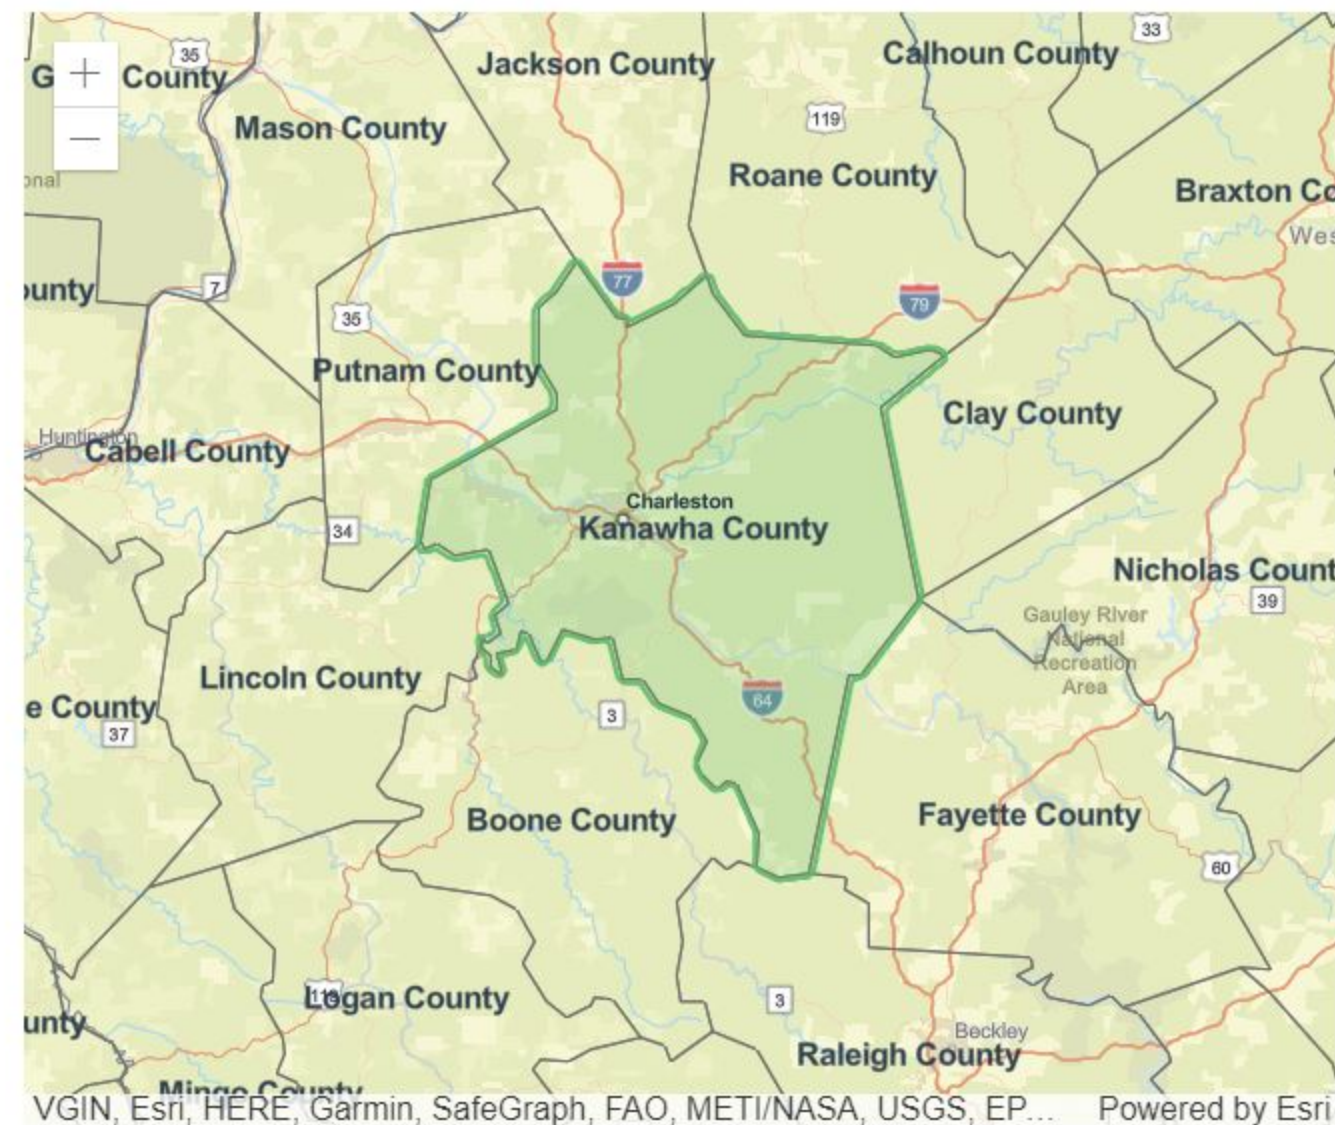 33
35
Calhoun County
Jackson County
G
County
+
119
Mason County
−
Roane County
onal
Braxton Co
Wes
77
7
ounty
79
35
Putnam County
Clay County
Huntington
Cabell County
Charleston
34
Kanawha County
Nicholas Count
39
Gauley River
National
Recreation
Area
Lincoln County
64
e County
3
37
Fayette County
Boone County
60
Logan County
3
unty
Beckley
Raleigh County
Mingo County
VGIN, Esri, HERE, Garmin, SafeGraph, FAO, METI/NASA, USGS, EP... Powered by Esri